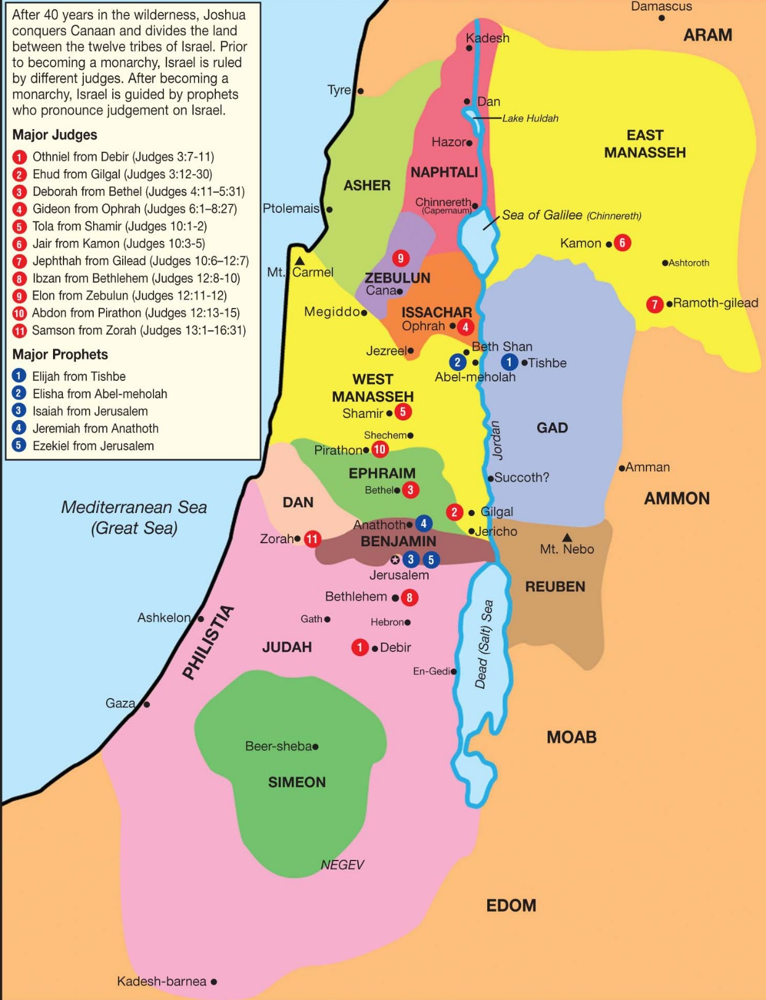 After 40 years in the wilderness, Joshua
conquers Canaan and divides the land
between the twelve tribes of Israel. Prior
to becoming a monarchy, Israel is ruled
by different judges. After becoming a
monarchy, Israel is guided by prophets
who pronounce judgement on Israel.
Major Judges
1 Othniel from Debir (Judges 3:7-11)
2 Ehud from Gilgal (Judges 3:12-30)
3 Deborah from Bethel (Judges 4:11–5:31)
4 Gideon from Ophrah (Judges 6:1–8:27)
5 Tola from Shamir (Judges 10:1-2)
6 Jair from Kamon (Judges 10:3-5)
7 Jephthah from Gilead (Judges 10:6–12:7)
8 Ibzan from Bethlehem (Judges 12:8-10)
9 Elon from Zebulun (Judges 12:11-12)
10 Abdon from Pirathon (Judges 12:13-15)
11 Samson from Zorah (Judges 13:1–16:31)
Major Prophets
1 Elijah from Tishbe
2 Elisha from Abel-meholah
3 Isaiah from Jerusalem
4 Jeremiah from Anathoth
5 Ezekiel from Jerusalem
Damascus
ARAM
Kadesh
Tyre
Dan
Lake Huldah
Hazor
EAST
MANASSEH
NAPHTALI
ASHER
Chinnereth
(Capernaum)
Ptolemais
Sea of Galilee (Chinnereth)
Kamon 6
9
Ashtoroth
Mt. Carmel
ZEBULUN
Cana
7 Ramoth-gilead
Megiddo
ISSACHAR
Ophrah 4
Jezreel
Beth Shan
2
1 Tishbe
Abel-meholah
WEST
MANASSEH
Shamir 5
GAD
Jordan
Shechem
Pirathon 10
EPHRAIM
Succoth?
Amman
Bethel 3
DAN
AMMON
Mediterranean Sea
(Great Sea)
2 Gilgal
Anathoth 4
Jericho
Zorah 11
BENJAMIN
Mt. Nebo
3 5
Jerusalem
REUBEN
Bethlehem 8
Ashkelon
Gath
Hebron
PHILISTIA
JUDAH
1 Debir
Dead (Salt) Sea
En-Gedi
Gaza
MOAB
Beer-sheba
SIMEON
NEGEV
EDOM
Kadesh-barnea